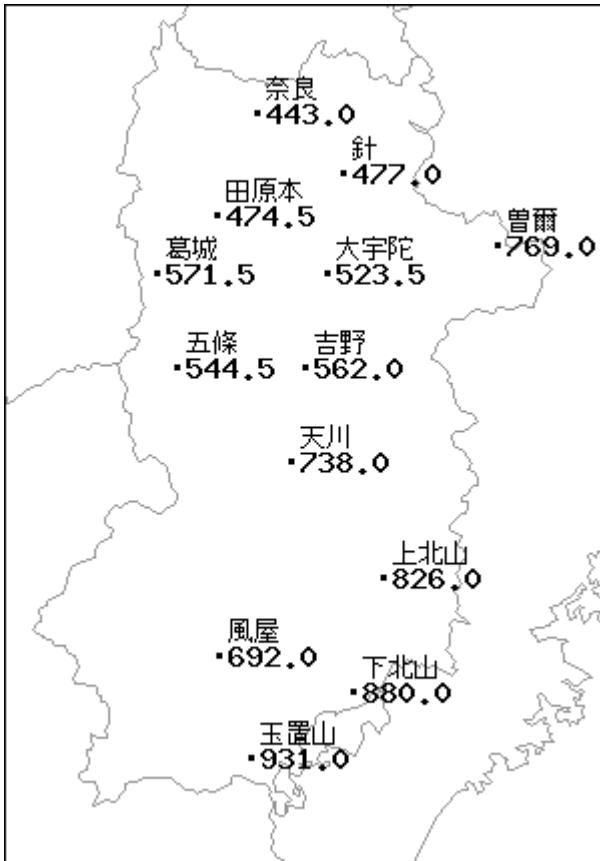 奈良
443.0
針
477.0
田原本
474.5
曽爾
769.0
葛城
571.5
大宇陀
523.5
五條
544.5
吉野
562.0
天川
738.0
上北山
826.0
風屋
692.0
下北山
880.0
玉置山
931.0